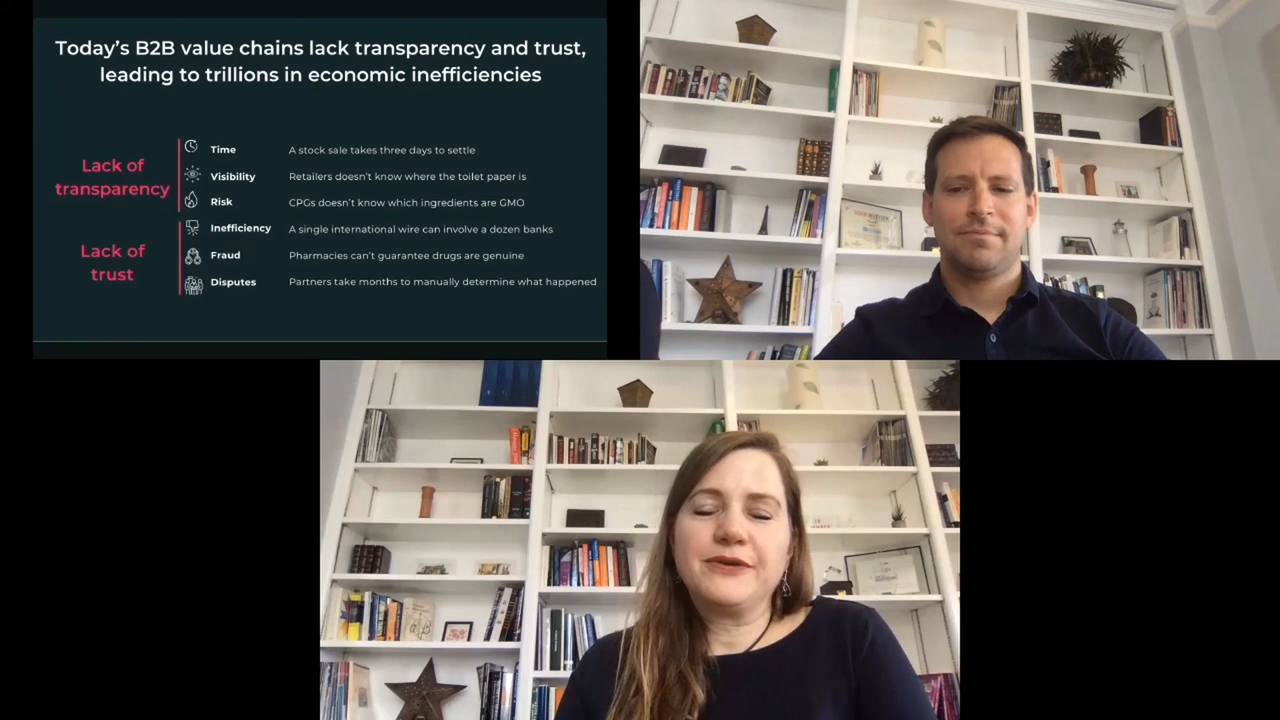 Today's B2B value chains lack transparency and trust,
leading to trillions in economic inefficiencies
Lack of
transparency
Time A stock sale takes three days to settle
Visibility Retailers doesn't know where the toilet paper is
Risk CPGs doesn't know which ingredients are GMO
Lack of
trust
Inefficiency A single international wire can involve a dozen banks
Fraud Pharmacies can't guarantee drugs are genuine
Disputes Partners take months to manually determine what happened